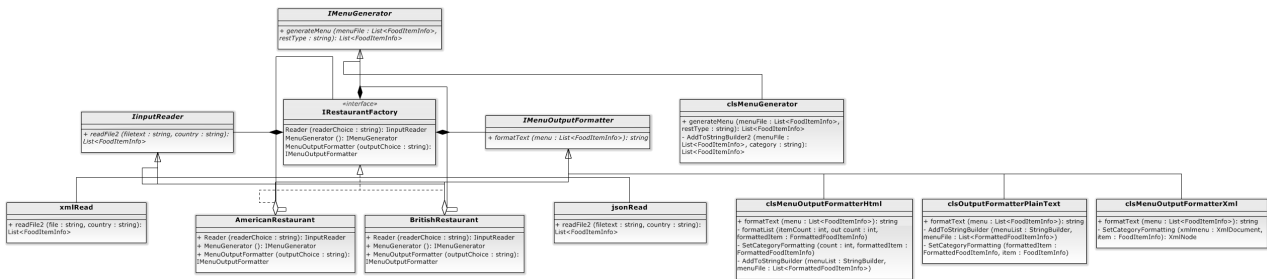 IMenuGenerator
+ generateMenu (menuFile : List<FoodItemInfo>,
restType : string): List<FoodItemInfo>
IinputReader
+ readFile2 (filetext : string, country : string):
List<FoodItemInfo>
«interface»
IRestaurantFactory
Reader (readerChoice : string): IinputReader
MenuGenerator (): IMenuGenerator
MenuOutputFormatter (outputChoice : string):
IMenuOutputFormatter
IMenuOutputFormatter
+ formatText (menu : List<FoodItemInfo>): string
clsMenuGenerator
+ generateMenu (menuFile : List<FoodItemInfo>,
restType : string): List<FoodItemInfo>
- AddToStringBuilder2 (menuFile :
List<FoodItemInfo>, category : string):
List<FoodItemInfo>
xmlRead
+ readFile2 (file : string, country : string):
List<FoodItemInfo>
AmericanRestaurant
+ Reader (readerChoice : string): IinputReader
+ MenuGenerator (): IMenuGenerator
+ MenuOutputFormatter (outputChoice : string):
IMenuOutputFormatter
BritishRestaurant
+ Reader (readerChoice : string): IinputReader
+ MenuGenerator (): IMenuGenerator
+ MenuOutputFormatter (outputChoice : string):
IMenuOutputFormatter
jsonRead
+ readFile2 (filetext : string, country : string):
List<FoodItemInfo>
clsMenuOutputFormatterHtml
+ formatText (menu : List<FoodItemInfo>): string
- formatList (itemCount : int, out count : int,
formattedItem : FormattedFoodItemInfo)
- SetCategoryFormatting (count : int, formattedItem :
FormattedFoodItemInfo)
- AddToStringBuilder (menuList : StringBuilder,
menuFile : List<FormattedFoodItemInfo>)
clsOutputFormatterPlainText
+ formatText (menu : List<FoodItemInfo>): string
- AddToStringBuilder (menuList : StringBuilder,
menuFile : List<FormattedFoodItemInfo>)
- SetCategoryFormatting (formattedItem :
FormattedFoodItemInfo, item : FoodItemInfo)
clsMenuOutputFormatterXml
+ formatText (menu : List<FoodItemInfo>): string
- SetCategoryFormatting (xmlmenu : XmlDocument,
item : FoodItemInfo): XmlNode